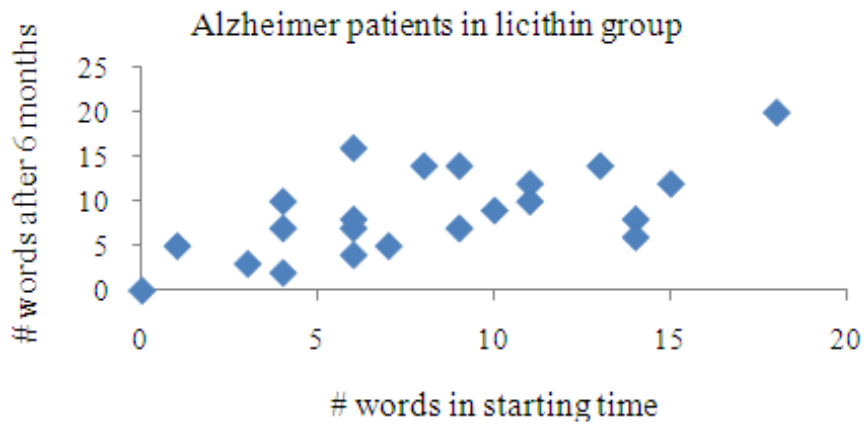 Alzheimer patients in licithin group
# words after 6 months
25
20
15
10
5
0
0 5 10 15 20
# words in starting time